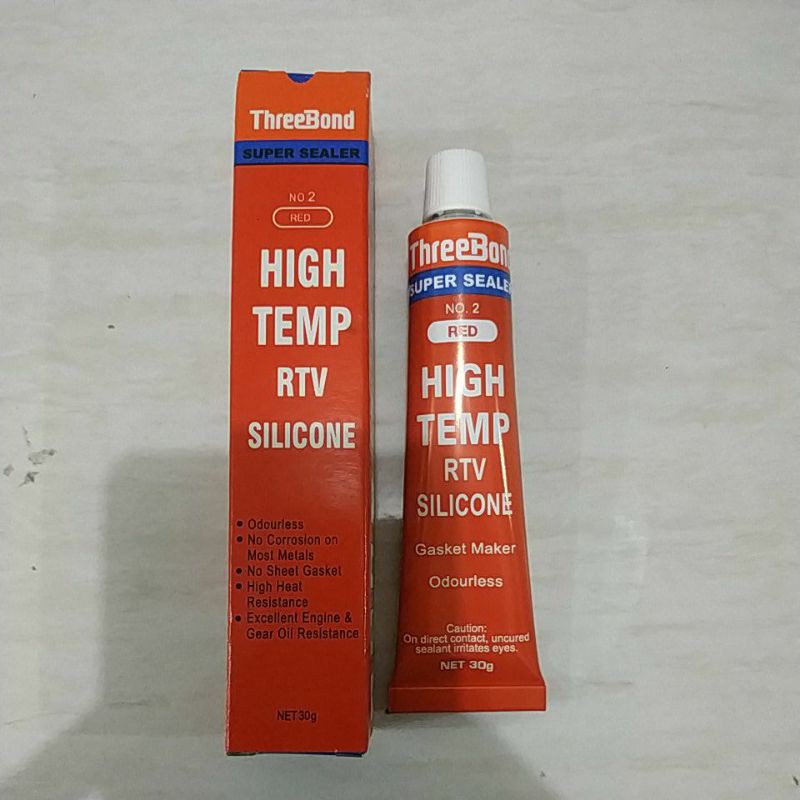 ThreeBond
SUPER SEALER
NO.2
RED
HIGH
TEMP
RTV
SILICONE
• Odourless
• No Corrosion on
Most Metals
• No Sheet Gasket
• High Heat
Resistance
• Excellent Engine &
Gear Oil Resistance
NET 30g
ThreeBon
SUPER SEALE
NO. 2
RED
HIGH
TEMP
RTV
SILICONE
Gasket Maker
Odourless
Caution:
On direct contact, uncured
sealant irritates eyes.
NET 30g